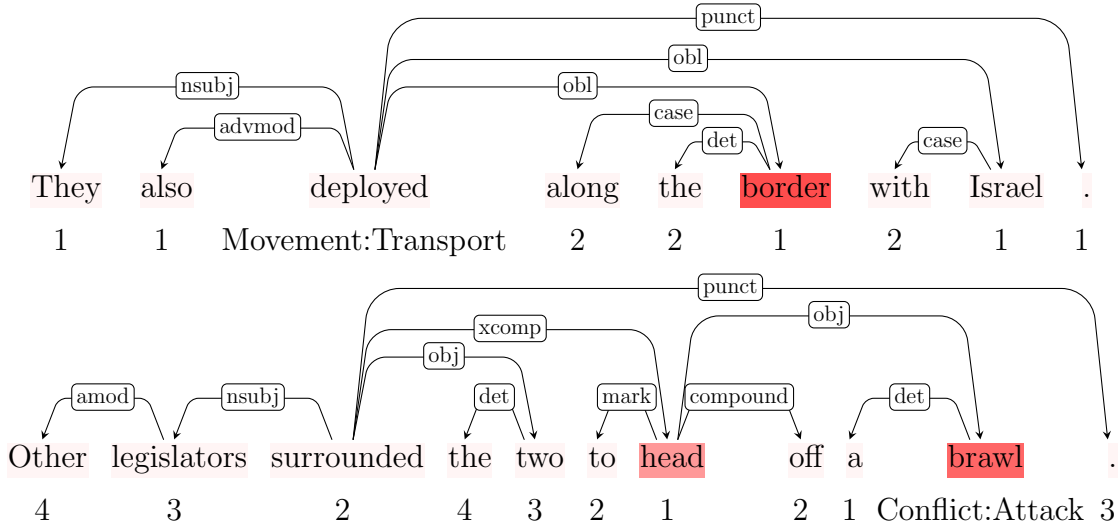 punct
obl
nsubj obl
advmod case
det case
They also deployed along the border with Israel .
1 1 Movement:Transport 2 2 1 2 1 1
punct
xcomp obj
obj
amod nsubj det mark compound det
Other legislators surrounded the two to head off a brawl .
4 3 2 4 3 2 1 2 1 Conflict:Attack 3